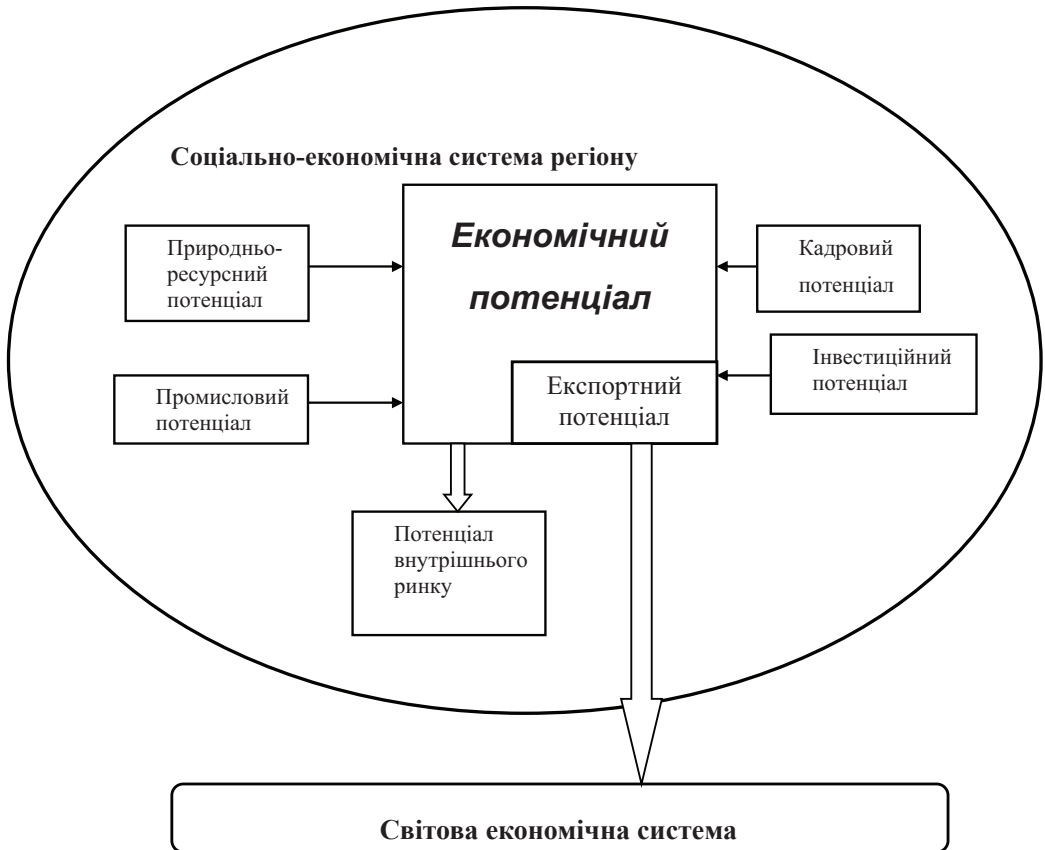 Соціально-економічна система регіону
Економічний
потенціал
Природньо-
ресурсний
потенціал
Кадровий
потенціал
Промисловий
потенціал
Експортний
потенціал
Інвестиційний
потенціал
Потенціал
внутрішнього
ринку
Світова економічна система